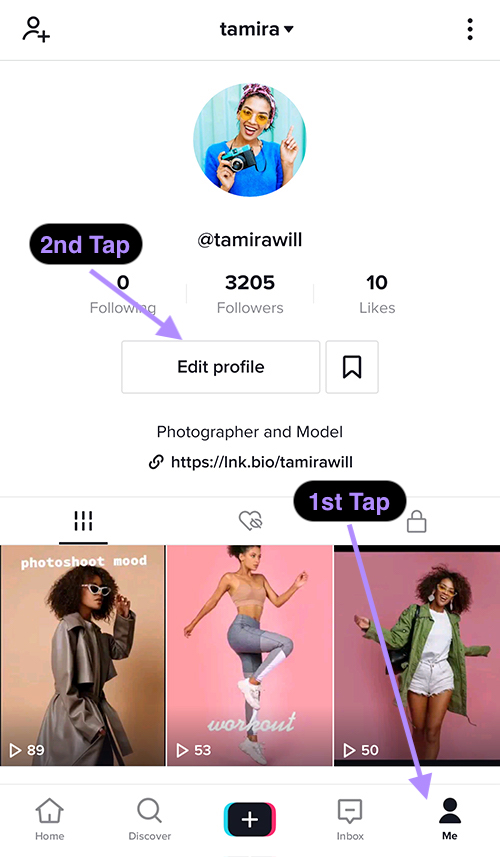 tamira
@tamirawill
2nd Tap
0 3205 10
Following Followers Likes
Edit profile
Photographer and Model
https://lnk.bio/tamirawill
1st Tap
photoshoot mood
workout
89 53 50
Home Discover Inbox Me